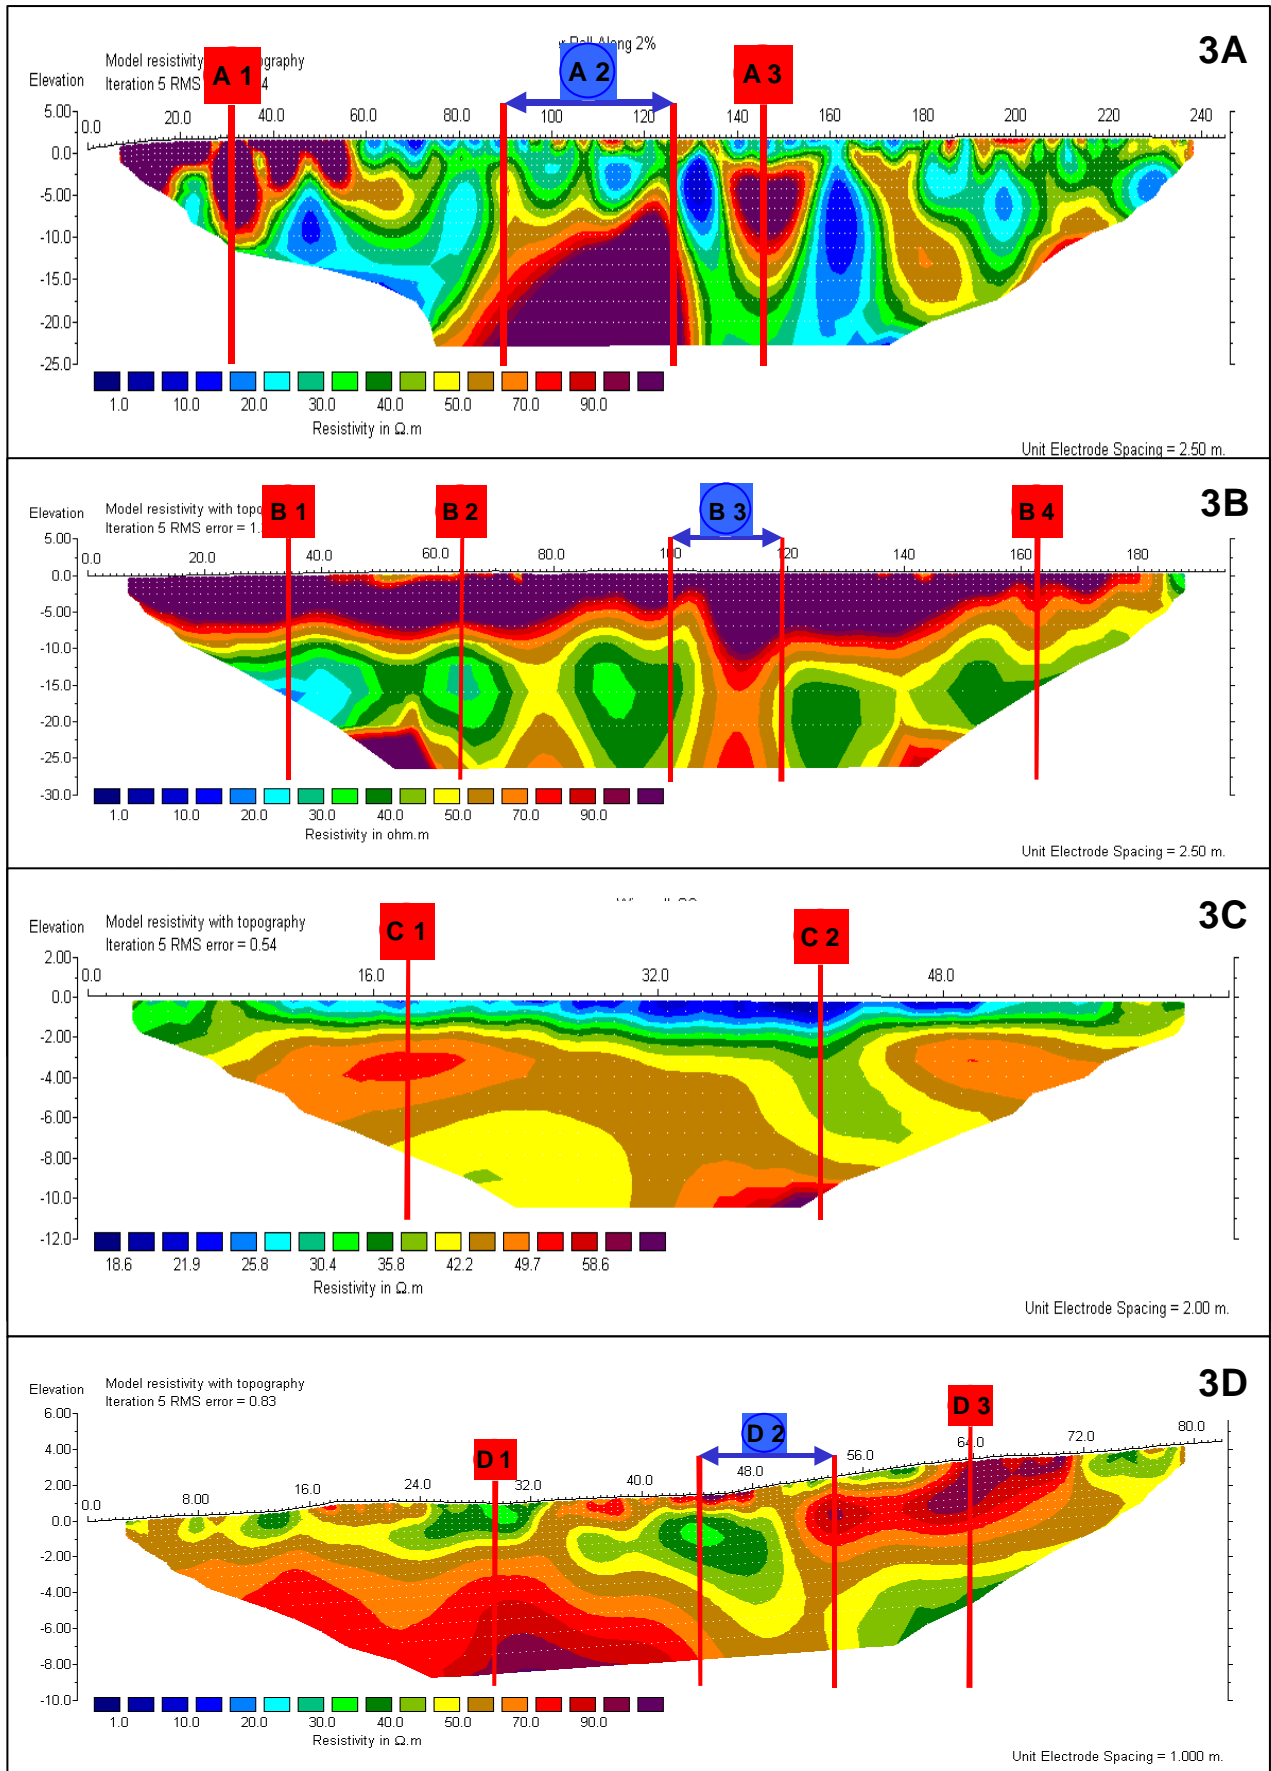 3A
Model resistivity
Iteration 5 RMS
Roll Along 2%
A 1
A 2
A 3
Elevation
0.0 20.0 40.0 60.0 80.0 100 120 140 160 180 200 220 240
5.00
0.0
-5.00
-10.0
-15.0
-20.0
-25.0
1.0 10.0 20.0 30.0 40.0 50.0 70.0 90.0
Resistivity in Ω.m
Unit Electrode Spacing = 2.50 m.
3B
Model resistivity with
Iteration 5 RMS error = 1.
B 1
B 2
B 3
B 4
Elevation
0.0 20.0 40.0 60.0 80.0 100 120 140 160 180
5.00
0.0
-5.00
-10.0
-15.0
-20.0
-25.0
-30.0
1.0 10.0 20.0 30.0 40.0 50.0 70.0 90.0
Resistivity in ohm.m
Unit Electrode Spacing = 2.50 m.
3C
Model resistivity with topography
Iteration 5 RMS error = 0.54
C 1
C 2
Elevation
0.0 16.0 32.0 48.0
2.00
0.0
-2.00
-4.00
-6.00
-8.00
-10.0
-12.0
18.6 21.9 25.8 30.4 35.8 42.2 49.7 58.6
Resistivity in Ω.m
Unit Electrode Spacing = 2.00 m.
3D
Model resistivity with topography
Iteration 5 RMS error = 0.83
D 1
D 2
D 3
Elevation
0.0 8.00 16.0 24.0 32.0 40.0 48.0 56.0 64.0 72.0 80.0
6.00
4.00
2.00
0.0
-2.00
-4.00
-6.00
-8.00
-10.0
1.0 10.0 20.0 30.0 40.0 50.0 70.0 90.0
Resistivity in Ω.m
Unit Electrode Spacing = 1.000 m.